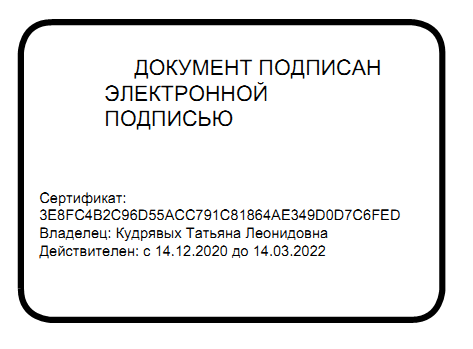 ДОКУМЕНТ ПОДПИСАН
ЭЛЕКТРОННОЙ
ПОДПИСЬЮ
Сертификат:
3E8FC4B2C96D55ACC791C81864AE349D0D7C6FED
Владелец: Кудрявых Татьяна Леонидовна
Действителен: с 14.12.2020 до 14.03.2022